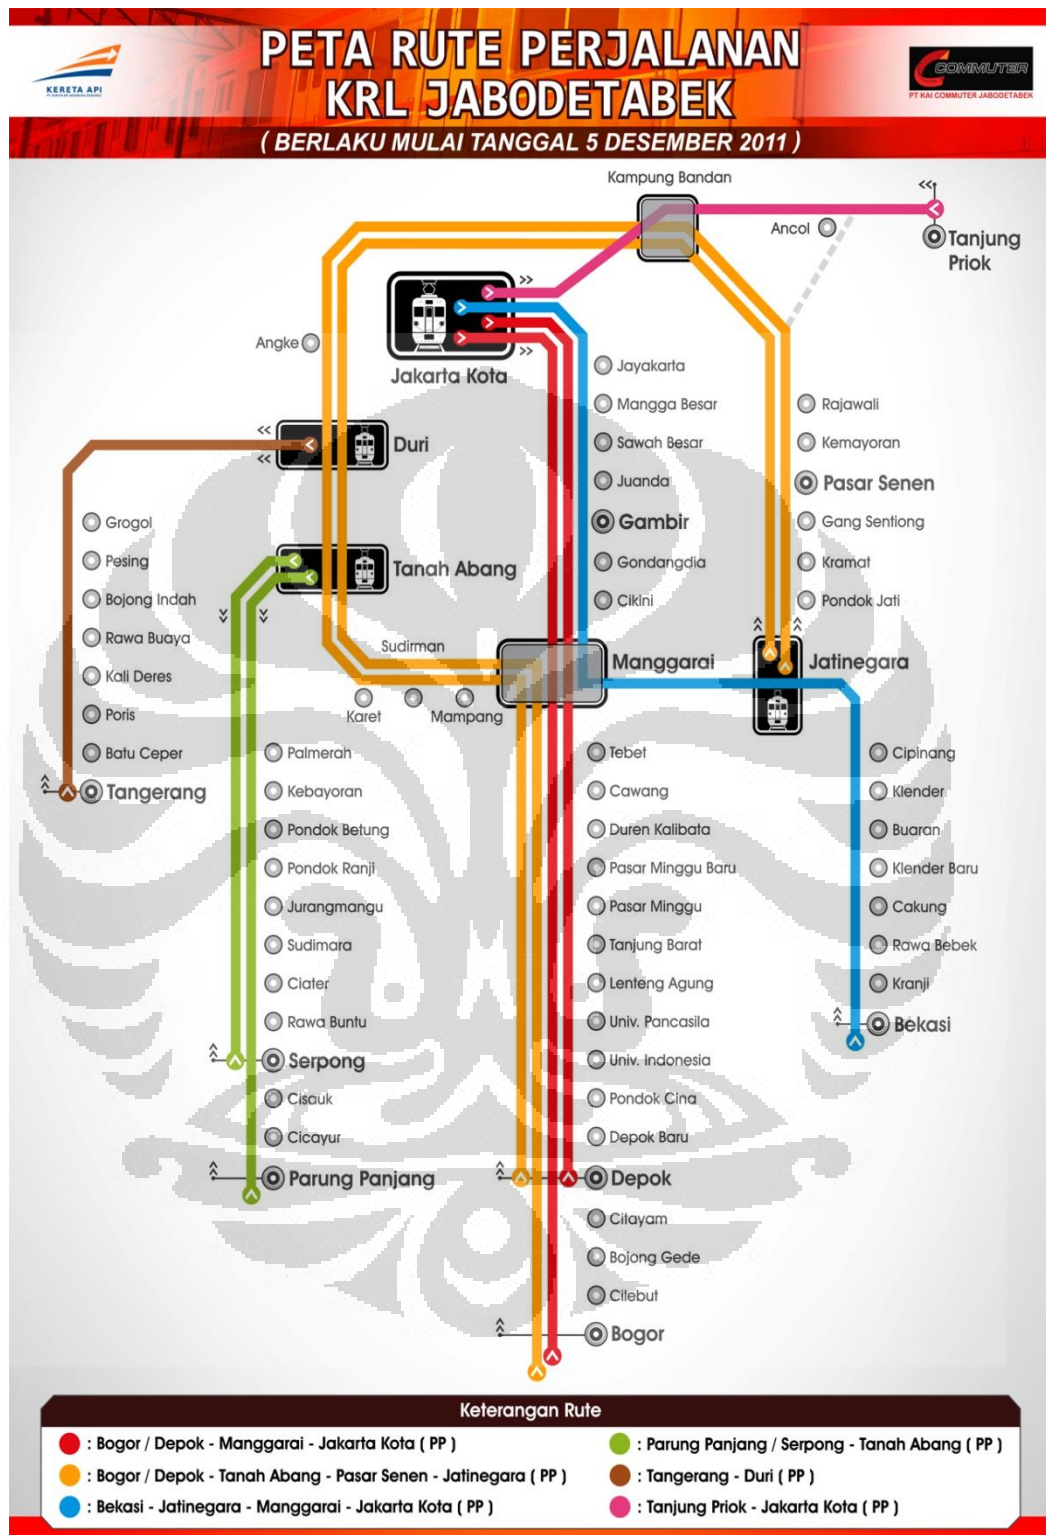 PETA RUTE PERJALANAN
KRL JABODETABEK
( BERLAKU MULAI TANGGAL 5 DESEMBER 2011 )
KERETA API
COMMUTER
PT KAI COMMUTER JABODETABEK
Kampung Bandan
Ancol
Tanjung
Priok
Angke
Jakarta Kota
Duri
Tanah Abang
Sudirman
Karet
Mampang
Manggarai
Jatinegara
Jayakarta
Mangga Besar
Sawah Besar
Juanda
Gambir
Gondangdia
Cikini
Rajawali
Kemayoran
Pasar Senen
Gang Sentiong
Kramat
Pondok Jati
Grogol
Pesing
Bojong Indah
Rawa Buaya
Kali Deres
Poris
Batu Ceper
Tangerang
Palmerah
Kebayoran
Pondok Betung
Pondok Ranji
Jurangmangu
Sudimara
Ciater
Rawa Buntu
Serpong
Cisauk
Cicayur
Parung Panjang
Tebet
Cawang
Duren Kalibata
Pasar Minggu Baru
Pasar Minggu
Tanjung Barat
Lenteng Agung
Univ. Pancasila
Univ. Indonesia
Pondok Cina
Depok Baru
Depok
Citayam
Bojong Gede
Cilebut
Bogor
Cipinang
Klender
Buaran
Klender Baru
Cakung
Rawa Bebek
Kranji
Bekasi
Keterangan Rute
: Bogor / Depok - Manggarai - Jakarta Kota ( PP )
: Bogor / Depok - Tanah Abang - Pasar Senen - Jatinegara ( PP )
: Bekasi - Jatinegara - Manggarai - Jakarta Kota ( PP )
: Parung Panjang / Serpong - Tanah Abang ( PP )
: Tangerang - Duri ( PP )
: Tanjung Priok - Jakarta Kota ( PP )